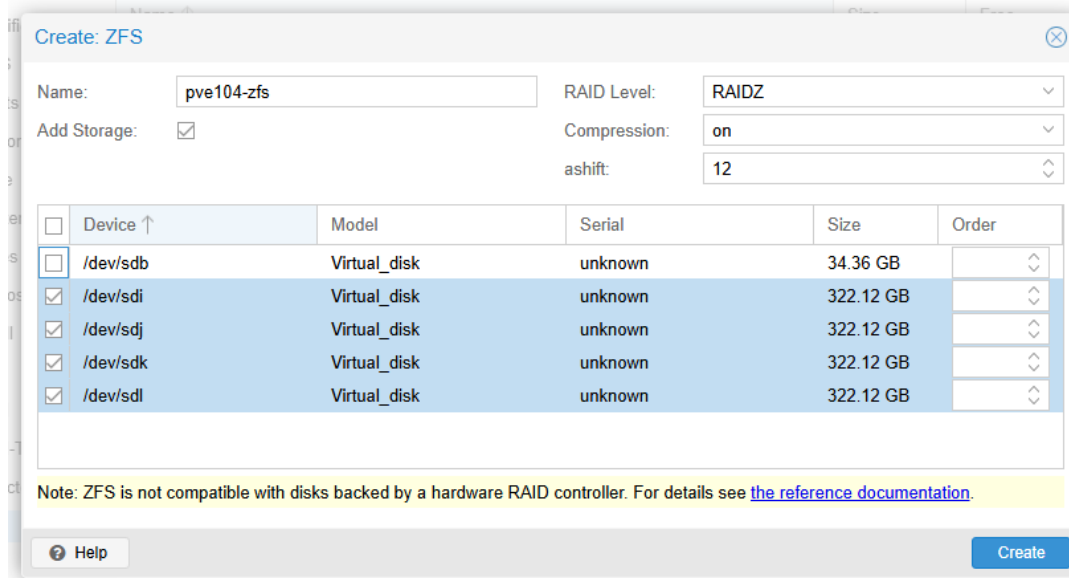 Create: ZFS
Name: pve104-zfs RAID Level: RAIDZ
Add Storage: Compression: on
ashift: 12
Device ↑ Model Serial Size Order
/dev/sdb Virtual_disk unknown 34.36 GB
/dev/sdi Virtual_disk unknown 322.12 GB
/dev/sdj Virtual_disk unknown 322.12 GB
/dev/sdk Virtual_disk unknown 322.12 GB
/dev/sdl Virtual_disk unknown 322.12 GB
Note: ZFS is not compatible with disks backed by a hardware RAID controller. For details see the reference documentation.
Help Create